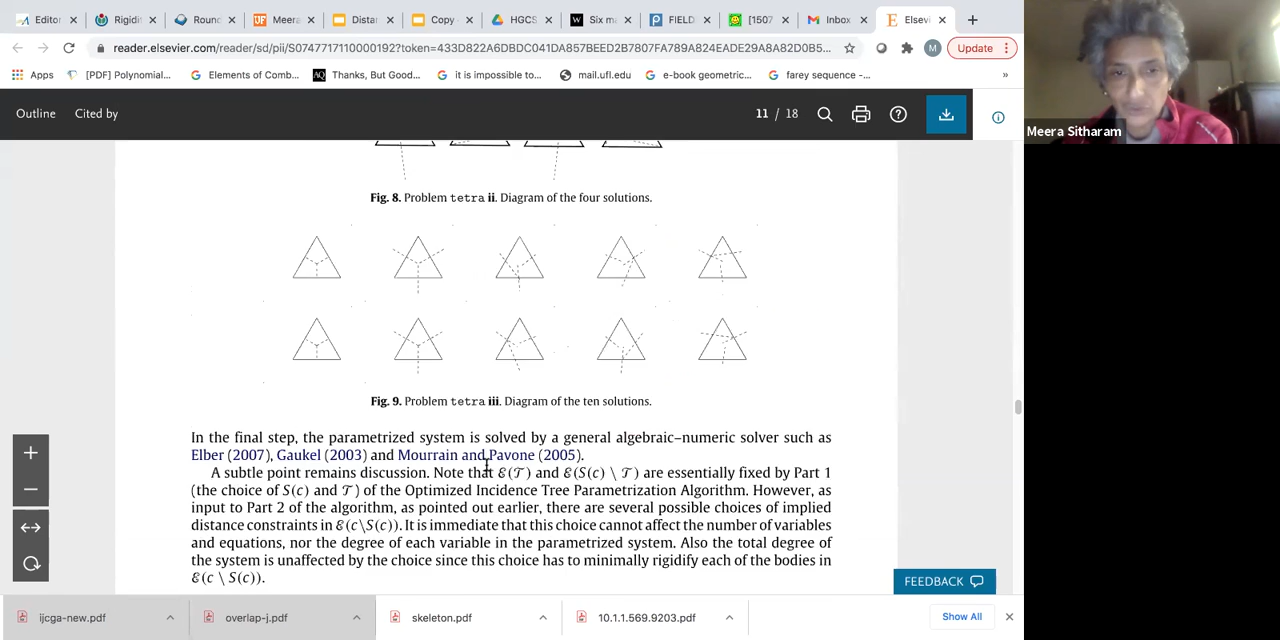 Editor
Rigidin
Round
Meera
Distan
Copy
HGCS
Six ma
FIELD
[1507
Inbox
Elsevi
reader.elsevier.com/reader/sd/pii/S0747717110000192?token=433D822A6DBDC041DA857BEED2B7807FA789A824EADE29A8A82D0B5...
M
Update
Apps
[PDF] Polynomial...
Elements of Comb...
AQ
Thanks, But Good...
it is impossible to...
mail.ufl.edu
e-book geometric...
farey sequence -...
»
Outline
Cited by
11 / 18
Meera Sitharam
Fig. 8. Problem tetra ii. Diagram of the four solutions.
Fig. 9. Problem tetra iii. Diagram of the ten solutions.
In the final step, the parametrized system is solved by a general algebraic–numeric solver such as
Elber (2007), Gaukel (2003) and Mourrain and Pavone (2005).
A subtle point remains discussion. Note that ℰ(𝒯) and ℰ(S(c) \ 𝒯) are essentially fixed by Part 1
(the choice of S(c) and 𝒯) of the Optimized Incidence Tree Parametrization Algorithm. However, as
input to Part 2 of the algorithm, as pointed out earlier, there are several possible choices of implied
distance constraints in ℰ(c\S(c)). It is immediate that this choice cannot affect the number of variables
and equations, nor the degree of each variable in the parametrized system. Also the total degree of
the system is unaffected by the choice since this choice has to minimally rigidify each of the bodies in
ℰ(c \ S(c)).
FEEDBACK
ijcga-new.pdf
overlap-j.pdf
skeleton.pdf
10.1.1.569.9203.pdf
Show All